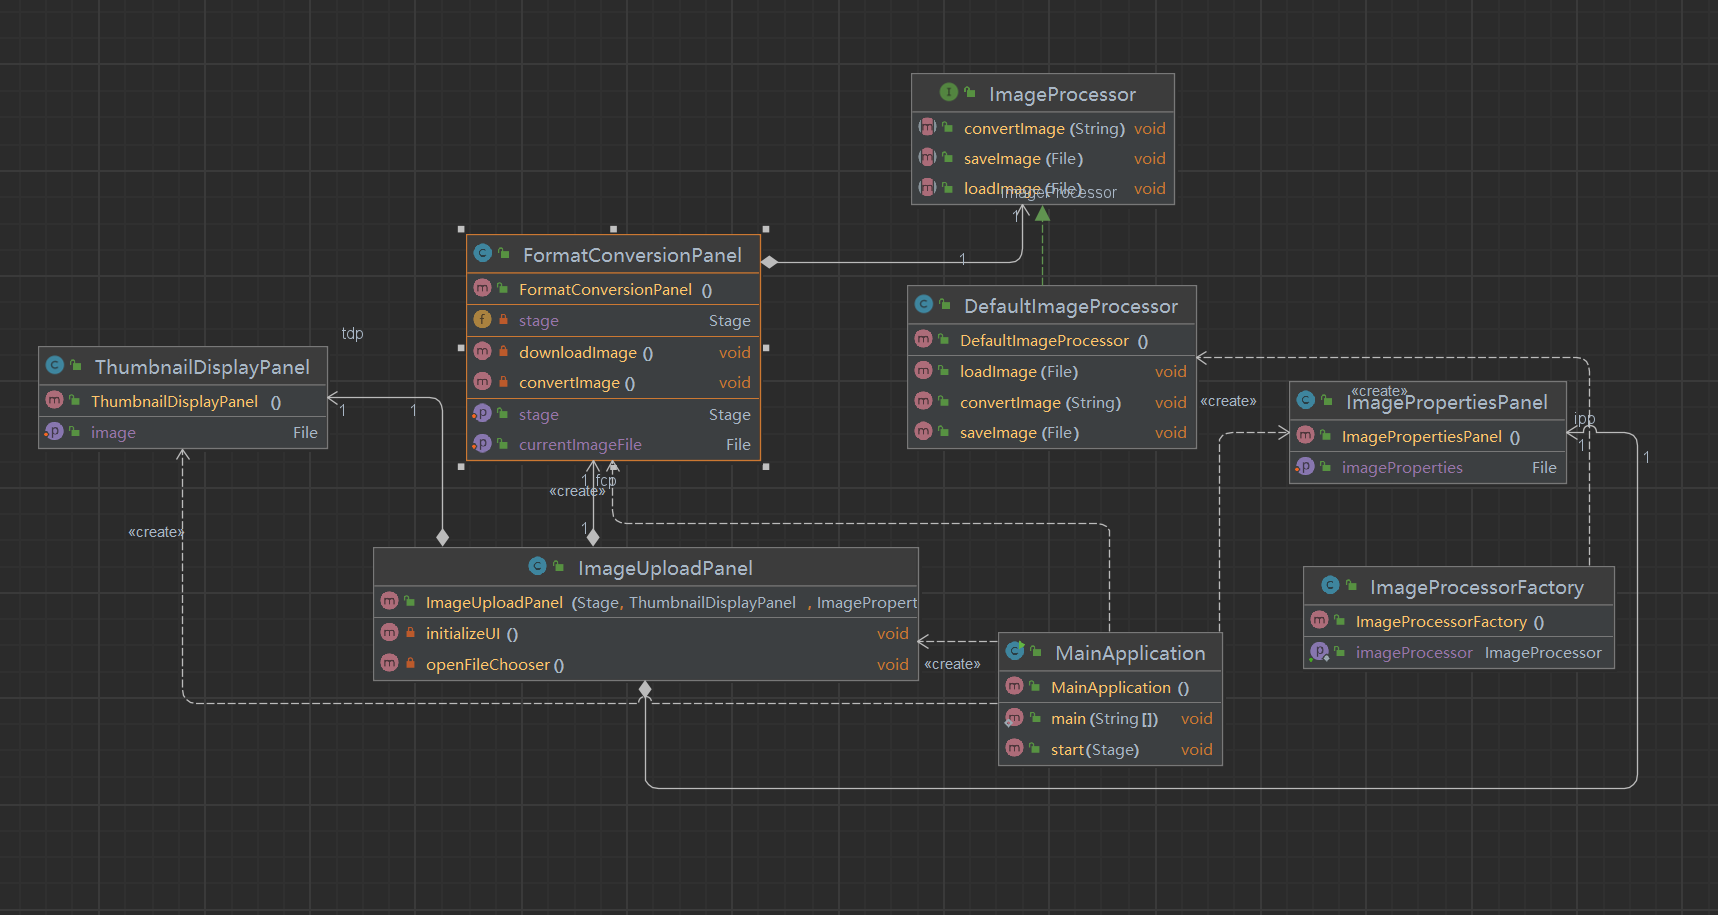 ImageProcessor
convertImage (String) void
saveImage (File) void
loadImage (File) void
imageProcessor
1
1
FormatConversionPanel
FormatConversionPanel ()
stage Stage
downloadImage () void
convertImage () void
stage Stage
currentImageFile File
DefaultImageProcessor
DefaultImageProcessor ()
loadImage (File) void
convertImage (String) void
saveImage (File) void
tdp
ThumbnailDisplayPanel
ThumbnailDisplayPanel ()
image File
1
1
«create»
«create»
ImagePropertiesPanel
ImagePropertiesPanel ()
imageProperties File
ipp
1
1
1
fcp
«create»
1
«create»
ImageUploadPanel
ImageUploadPanel (Stage, ThumbnailDisplayPanel , ImagePropert
initializeUI () void
openFileChooser () void
«create»
ImageProcessorFactory
ImageProcessorFactory ()
imageProcessor ImageProcessor
MainApplication
MainApplication ()
main (String []) void
start(Stage) void